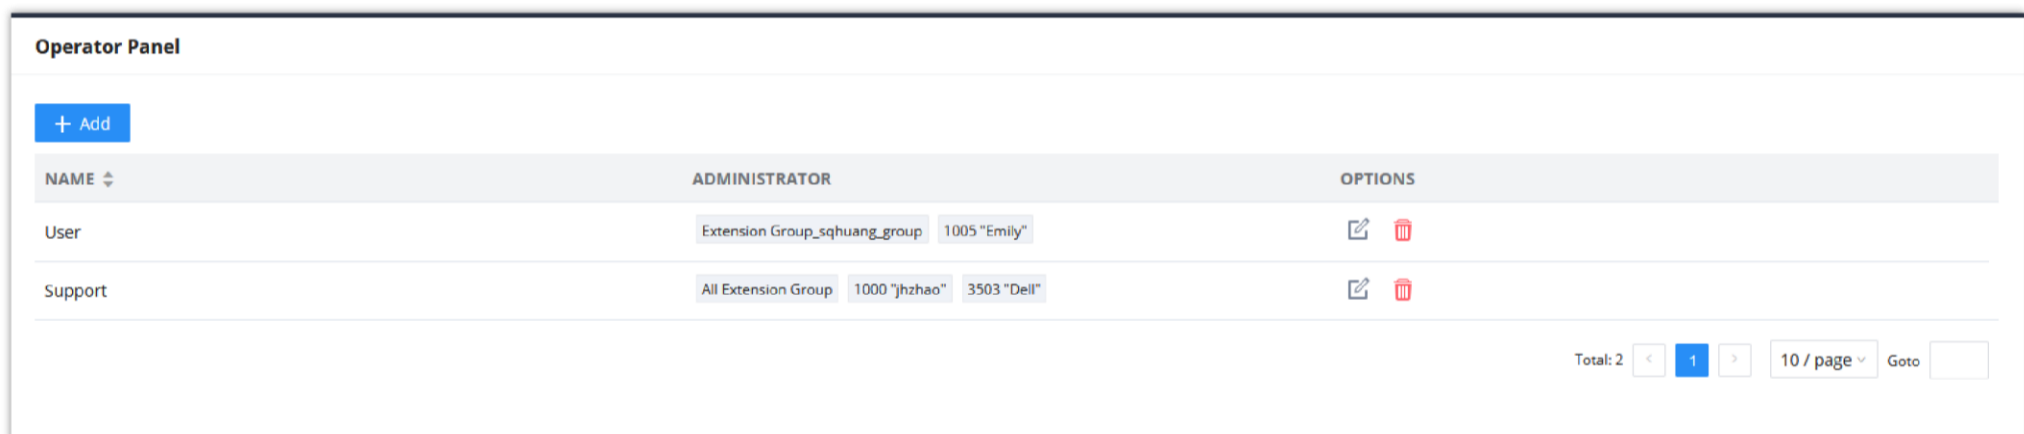 Operator Panel
+ Add
NAME ADMINISTRATOR OPTIONS
User Extension Group_sqhuang_group 1005 "Emily"
Support All Extension Group 1000 "jhzhao" 3503 "Dell"
Total: 2 < 1 > 10 / page Goto